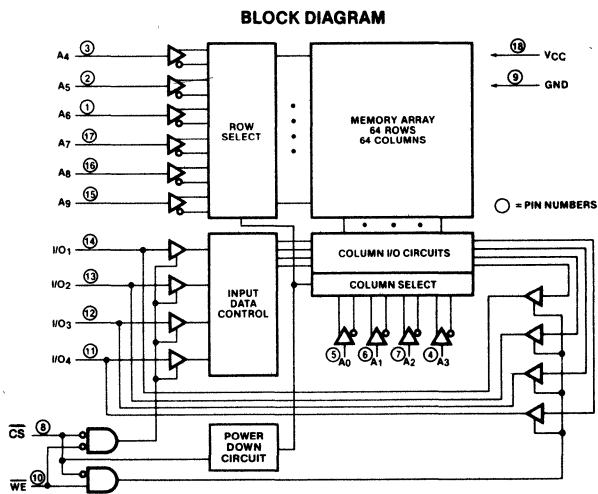 BLOCK DIAGRAM
A4 3
A5 2
A6 1
A7 17
A8 16
A9 15
ROW
SELECT
MEMORY ARRAY
64 ROWS
64 COLUMNS
18
VCC
9
GND
= PIN NUMBERS
I/O1 14
I/O2 13
I/O3 12
I/O4 11
INPUT
DATA
CONTROL
COLUMN I/O CIRCUITS
COLUMN SELECT
5 A0 6 A1 7 A2 4 A3
CS 8
WE 10
POWER
DOWN
CIRCUIT